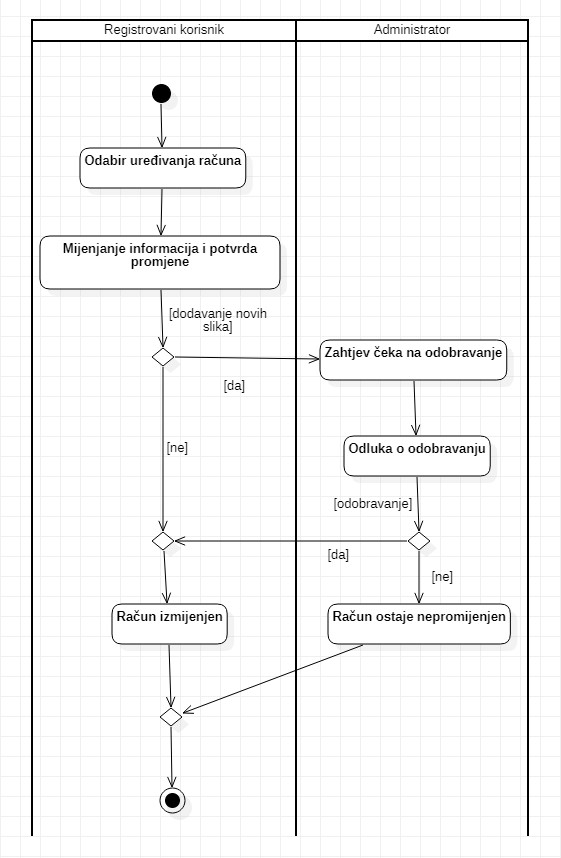 Registrovani korisnik
Administrator
Odabir uređivanja računa
Mijenjanje informacija i potvrda
promjene
[dodavanje novih
slika]
Zahtjev čeka na odobravanje
[da]
[ne]
Odluka o odobravanju
[odobravanje]
[da]
[ne]
Račun izmijenjen
Račun ostaje nepromijenjen